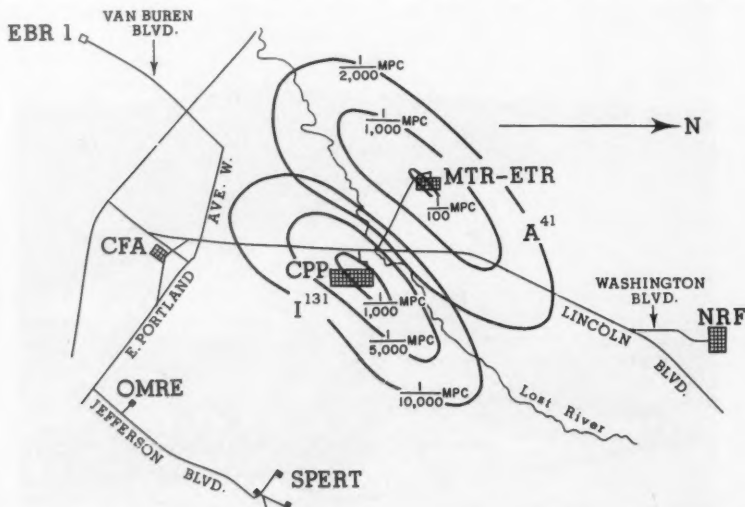 VAN BUREN
BLVD.
EBR 1
1/2,000 MPC
1/1,000 MPC
N
MTR-ETR
1/100 MPC
A⁴¹
AVE. W.
CFA
CPP
I¹³¹
1/1,000 MPC
1/5,000 MPC
1/10,000 MPC
WASHINGTON
BLVD.
NRF
LINCOLN
BLVD.
E. PORTLAND
OMRE
JEFFERSON
BLVD.
Lost River
SPERT